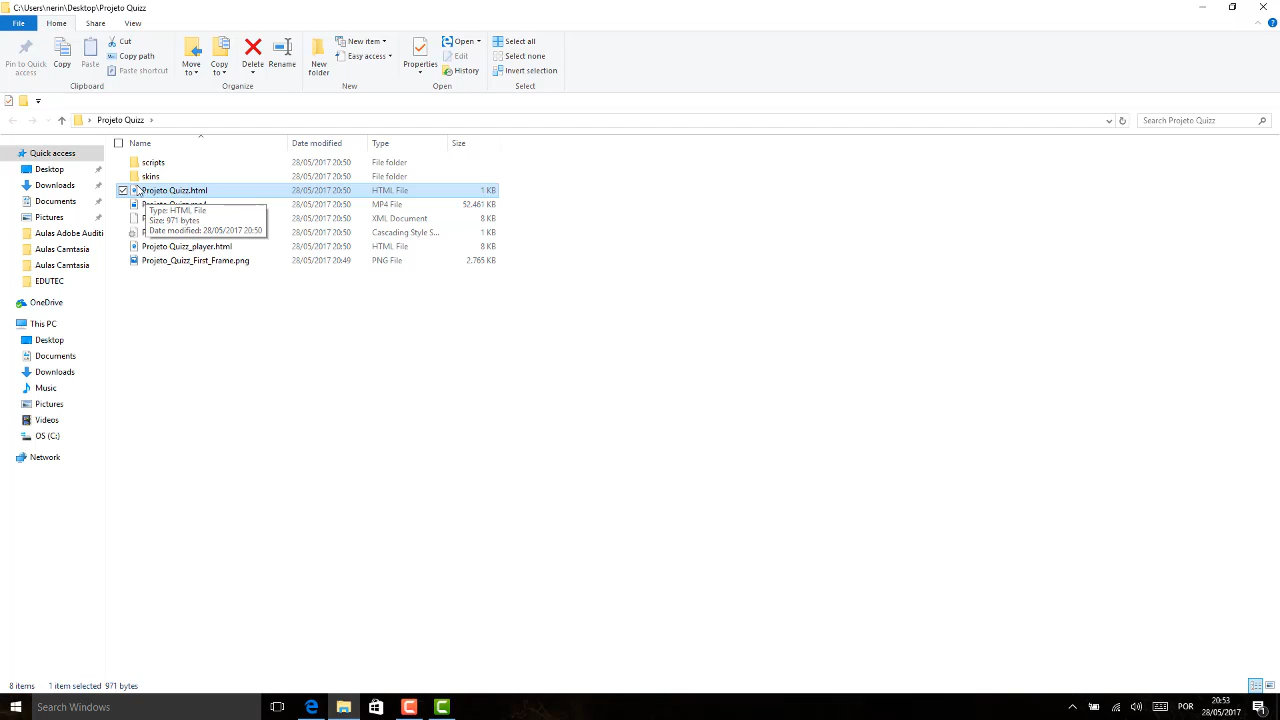 C:\Users\nerin\Desktop\Projeto Quizz
File Home Share View
Pin to Quick access
Copy
Paste
Cut
Copy path
Paste shortcut
Clipboard
Move to
Copy to
Delete
Rename
Organize
New folder
New item
Easy access
New
Properties
Open
Edit
History
Open
Select all
Select none
Invert selection
Select
Projeto Quizz
Search Projeto Quizz
Name Date modified Type Size
Quick access
Desktop
Downloads
Documents
Pictures
Aulas Adobe Auditi
Aulas Camtasia
Aulas Camtasia
EDUTEC
OneDrive
This PC
Desktop
Documents
Downloads
Music
Pictures
Videos
OS (C:)
Network
scripts 28/05/2017 20:50 File folder
skins 28/05/2017 20:50 File folder
Projeto Quizz.html 28/05/2017 20:50 HTML File 1 KB
28/05/2017 20:50 MP4 File 52.461 KB
28/05/2017 20:50 XML Document 8 KB
28/05/2017 20:50 Cascading Style S... 1 KB
Projeto Quizz_player.html 28/05/2017 20:50 HTML File 8 KB
Projeto_Quizz_First_Frame.png 28/05/2017 20:49 PNG File 2.765 KB
Type: HTML File
Size: 971 bytes
Date modified: 28/05/2017 20:50
8 items 1 item selected 971 bytes
Search Windows
POR
20:53
28/05/2017